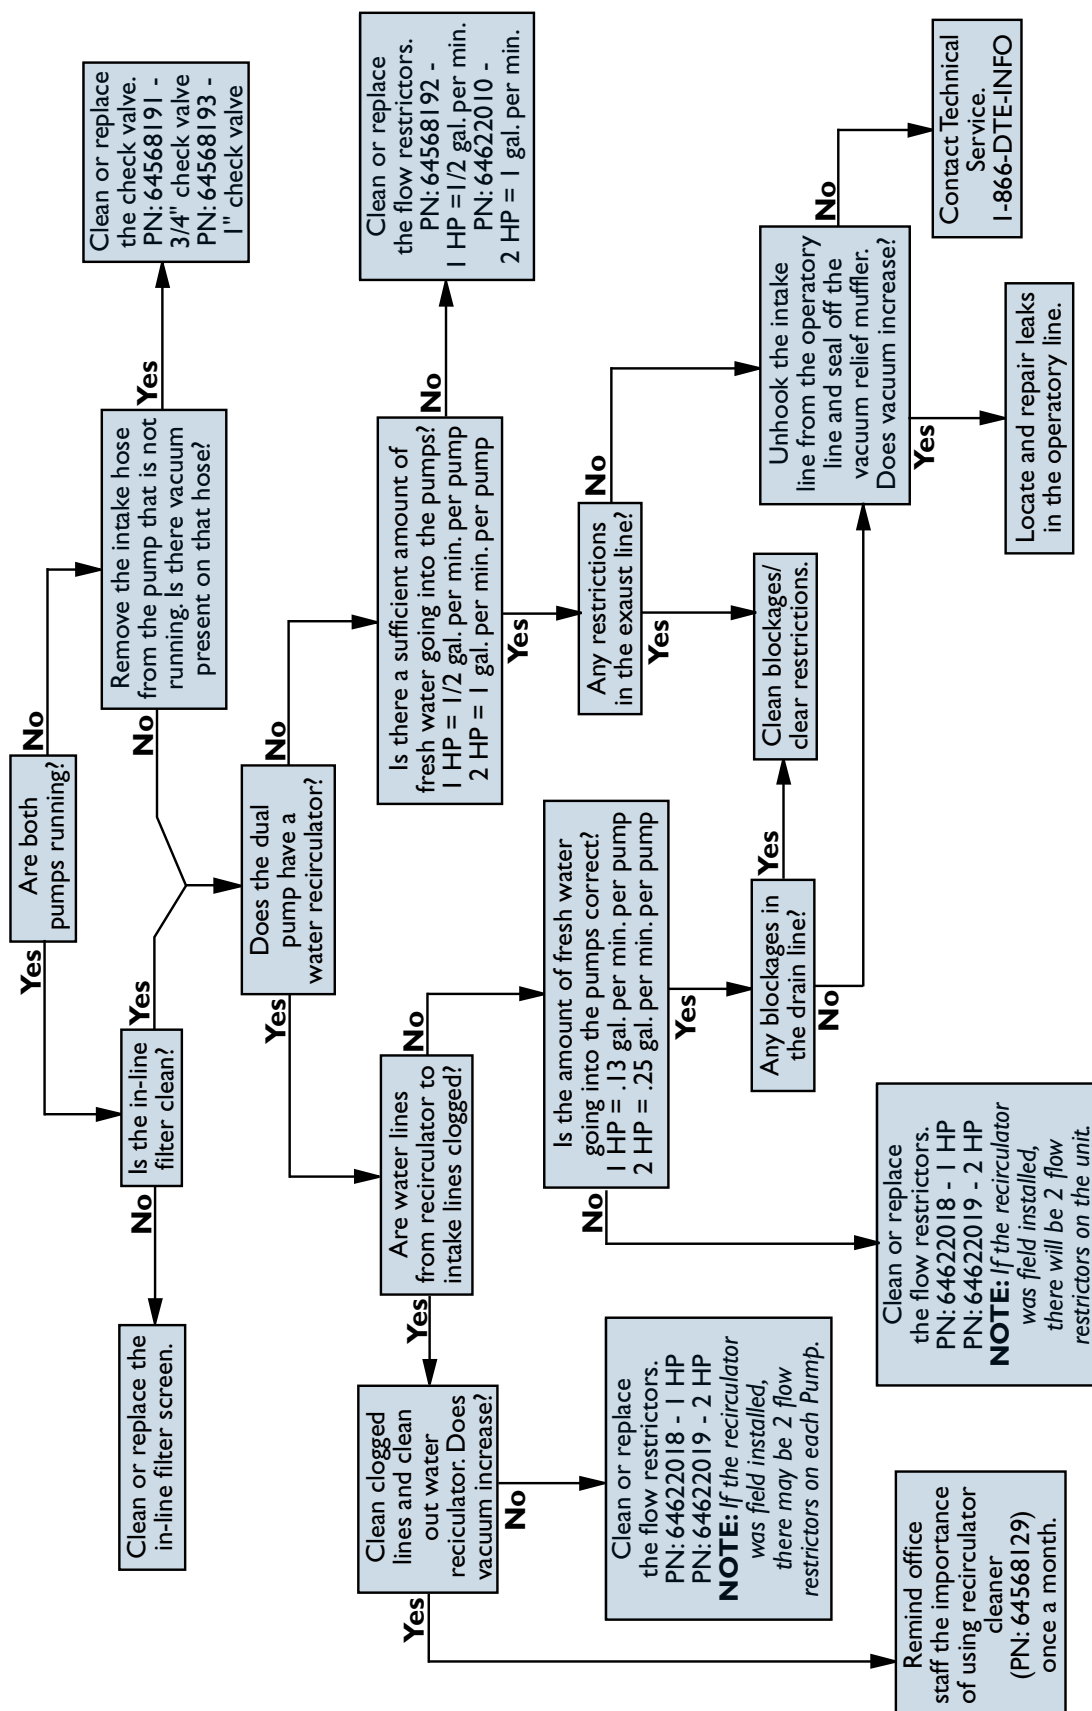 Are both
pumps running?
Yes
No
Is the in-line
filter clean?
No
Yes
Clean or replace the
in-line filter screen.
Remove the intake hose
from the pump that is not
running. Is there vacuum
present on that hose?
No
Yes
Clean or replace
the check valve.
PN: 64568191 -
3/4" check valve
PN: 64568193 -
1" check valve
Does the dual
pump have a
water recirculator?
Yes
No
Are water lines
from recirculator to
intake lines clogged?
Yes
No
Clean clogged
lines and clean
out water
reciculator. Does
vacuum increase?
Yes
No
Remind office
staff the importance
of using recirculator
cleaner
(PN: 64568129)
once a month.
Clean or replace
the flow restrictors.
PN: 64622018 - 1 HP
PN: 64622019 - 2 HP
NOTE: If the recirculator
was field installed,
there may be 2 flow
restrictors on each Pump.
Is the amount of fresh water
going into the pumps correct?
1 HP = .13 gal. per min. per pump
2 HP = .25 gal. per min. per pump
No
Yes
Clean or replace
the flow restrictors.
PN: 64622018 - 1 HP
PN: 64622019 - 2 HP
NOTE: If the recirculator
was field installed,
there will be 2 flow
restrictors on the unit.
Any blockages in
the drain line?
Yes
No
Clean blockages/
clear restrictions.
Is there a sufficient amount of
fresh water going into the pumps?
1 HP = 1/2 gal. per min. per pump
2 HP = 1 gal. per min. per pump
Yes
No
Clean or replace
the flow restrictors.
PN: 64568192 -
1 HP =1/2 gal. per min.
PN: 64622010 -
2 HP = 1 gal. per min.
Any restrictions
in the exhaust line?
Yes
No
Unhook the intake
line from the operatory
line and seal off the
vacuum relief muffler.
Does vacuum increase?
Yes
No
Locate and repair leaks
in the operatory line.
Contact Technical
Service.
1-866-DTE-INFO